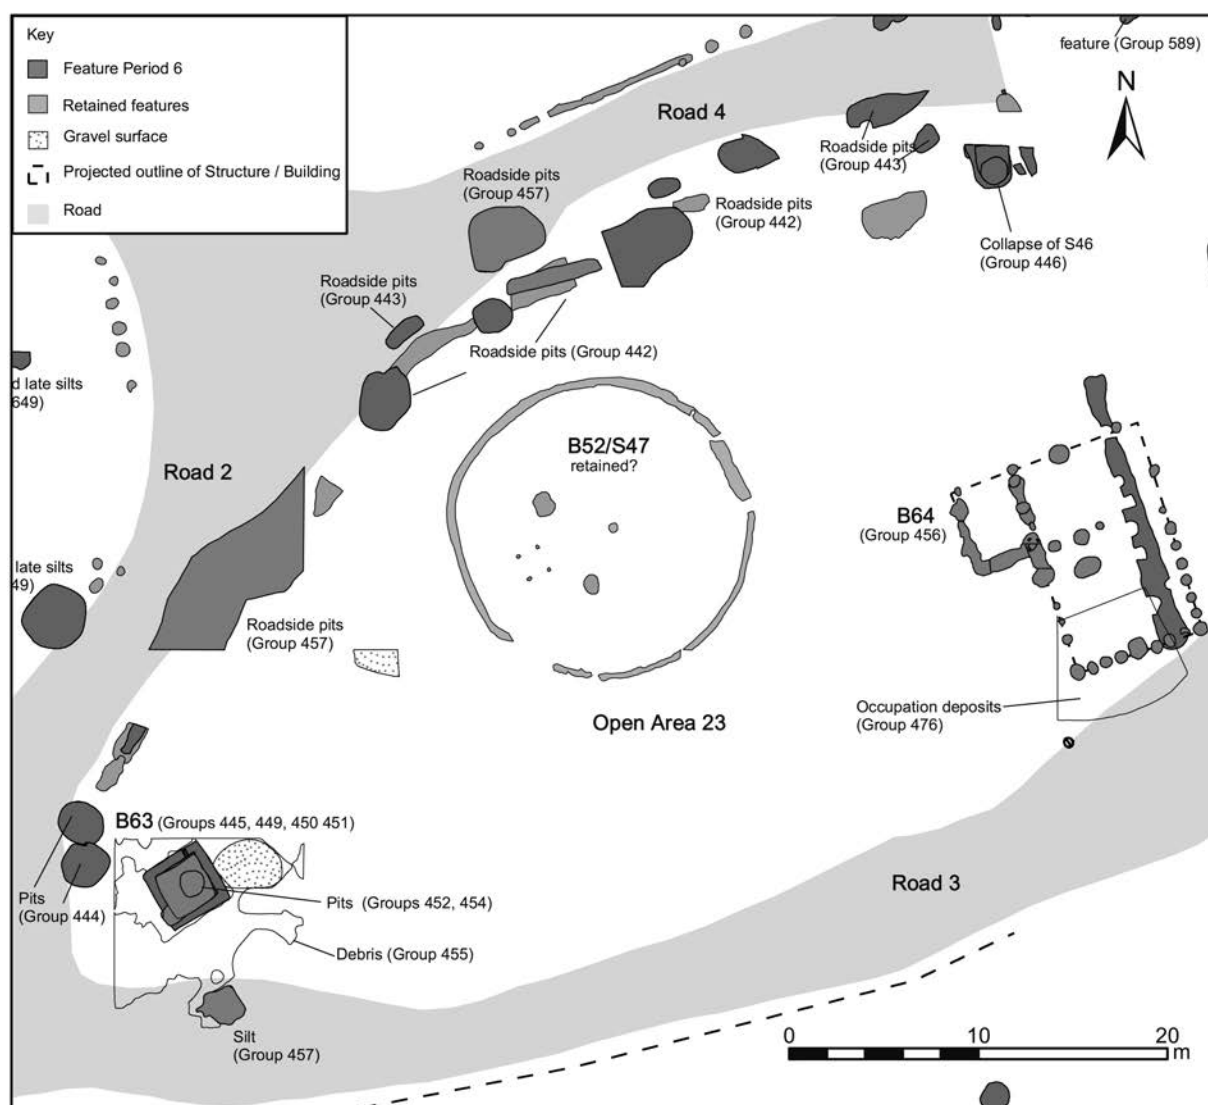 Key
Feature Period 6
Retained features
Gravel surface
Projected outline of Structure / Building
Road
feature (Group 589)
N
Road 4
Roadside pits
(Group 443)
Roadside pits
(Group 457)
Roadside pits
(Group 442)
Collapse of S46
(Group 446)
Roadside pits
(Group 443)
Roadside pits (Group 442)
d late silts
649)
B52/S47
retained?
Road 2
B64
(Group 456)
late silts
49)
Roadside pits
(Group 457)
Occupation deposits
(Group 476)
Open Area 23
B63 (Groups 445, 449, 450 451)
Road 3
Pits
(Group 444)
Pits (Groups 452, 454)
Debris (Group 455)
Silt
(Group 457)
0 10 20
m